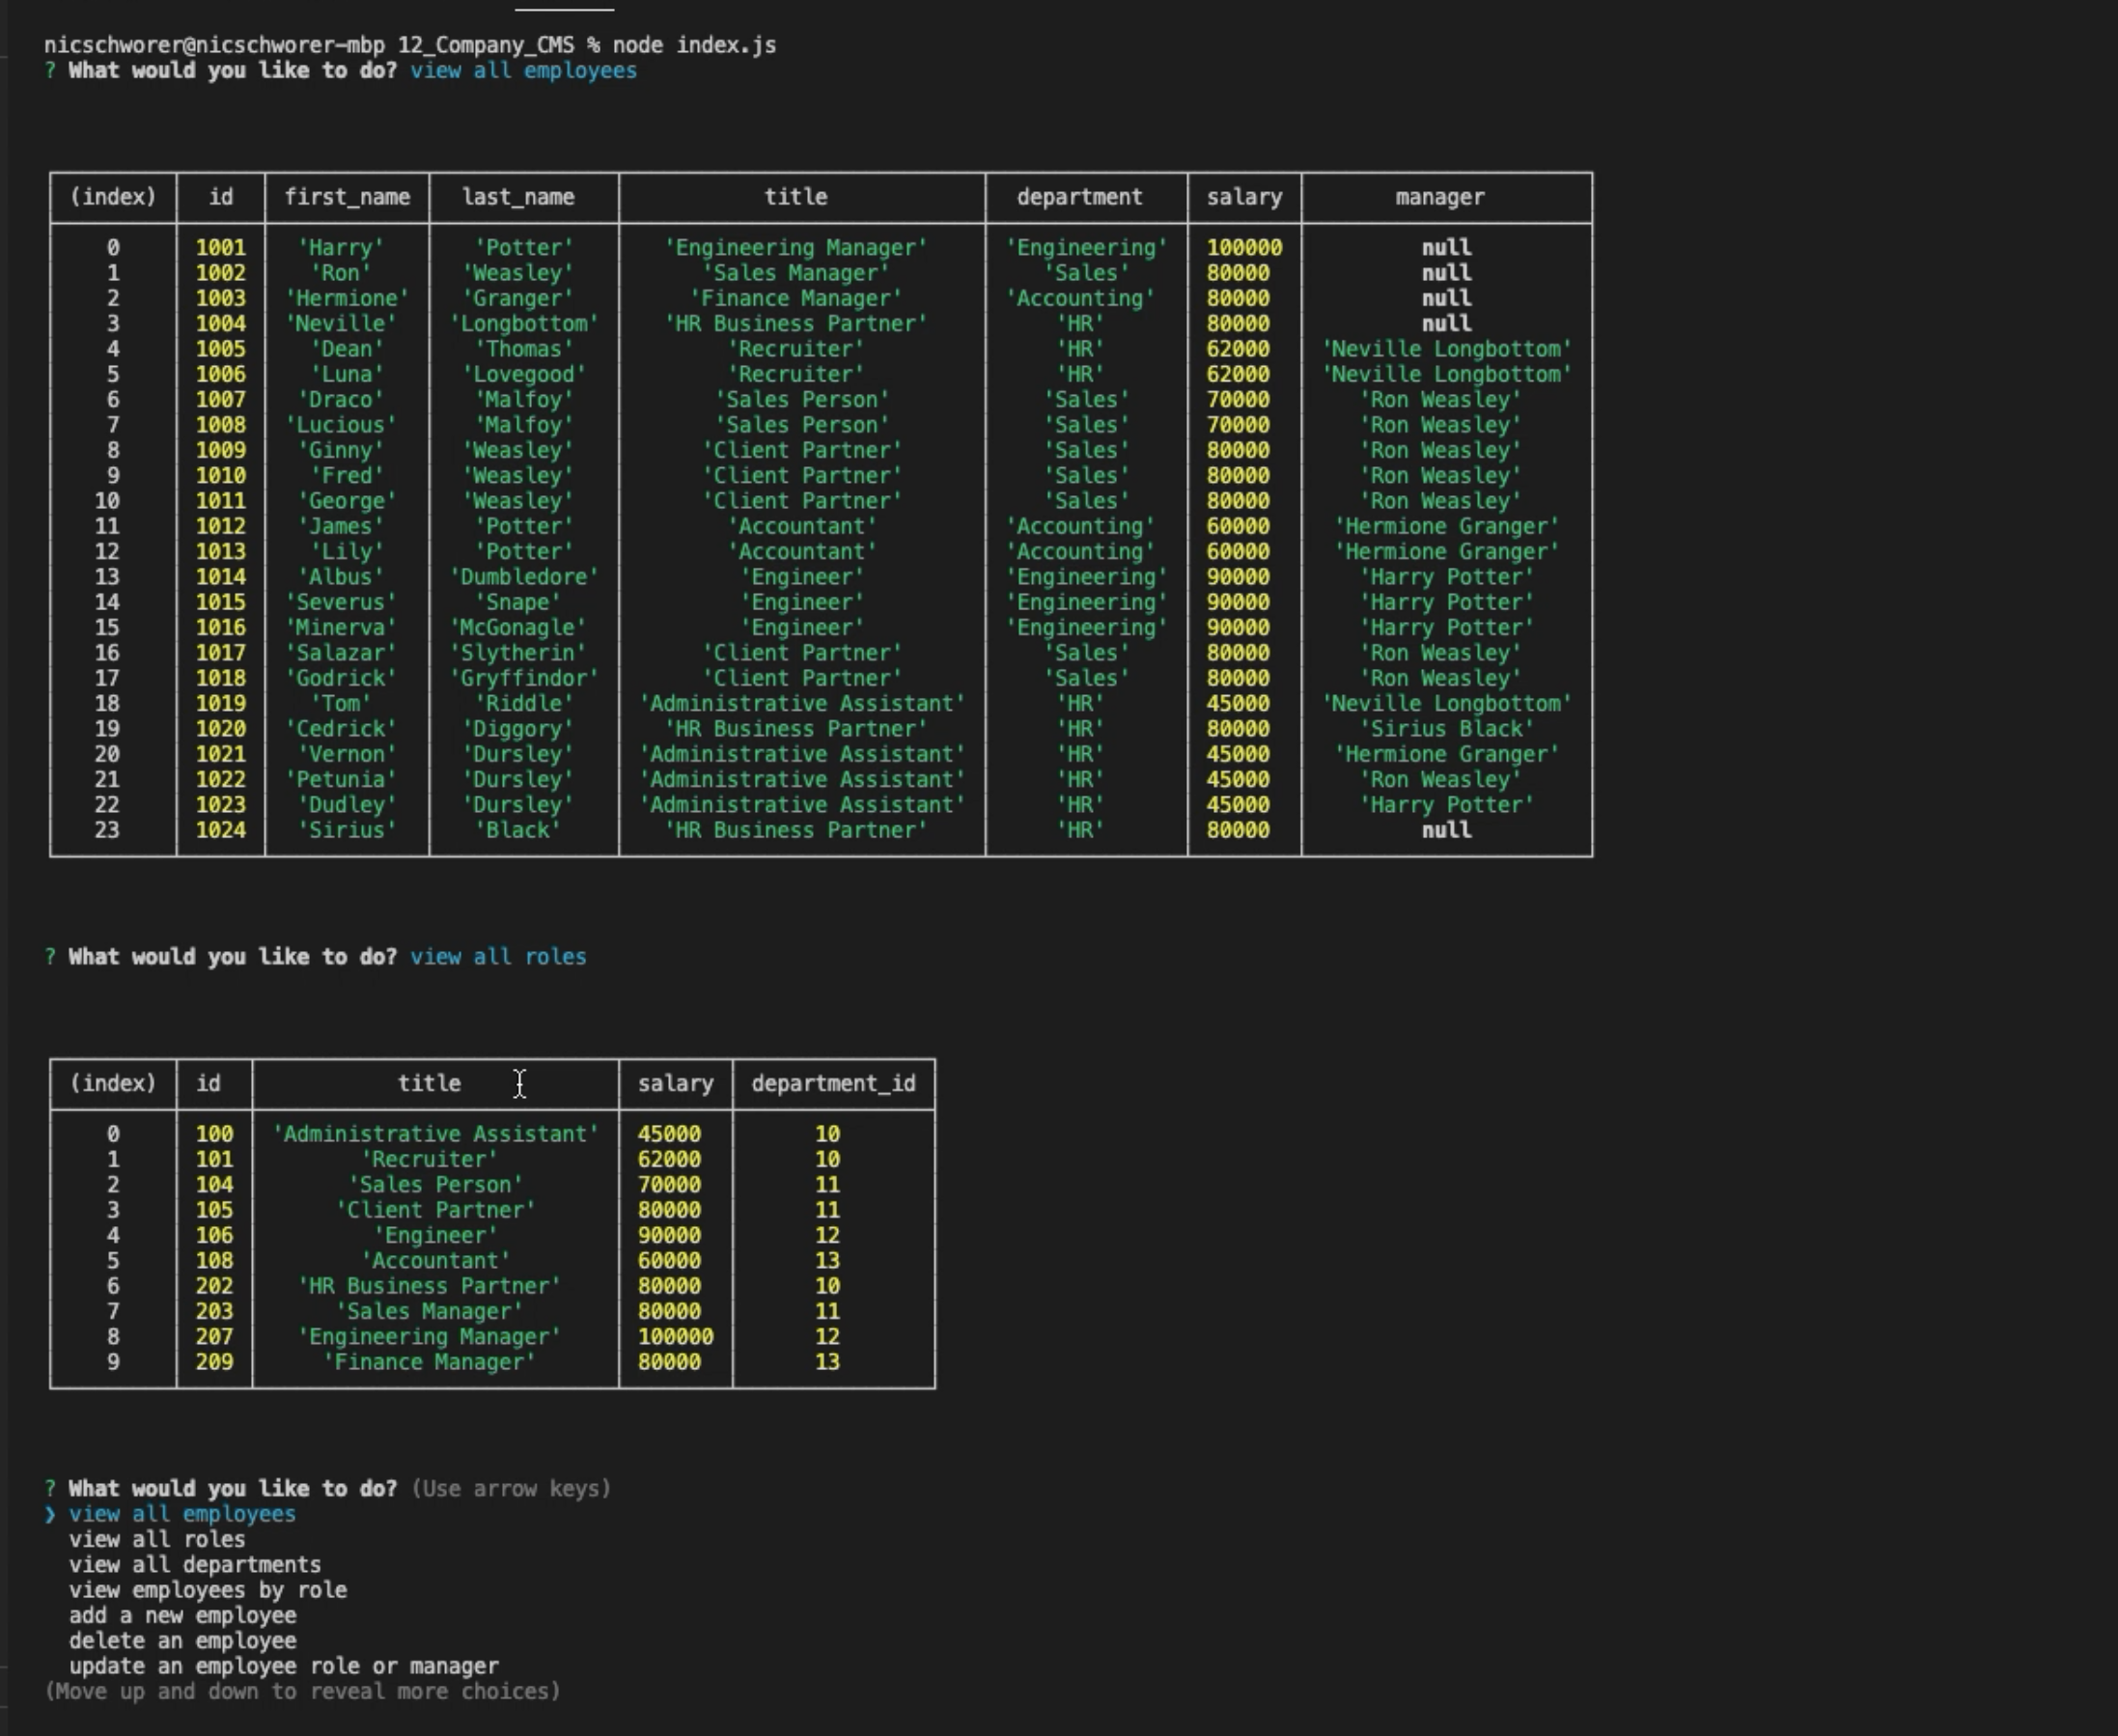 nicschworer@nicschworer-mbp 12_Company_CMS % node index.js
? What would you like to do? view all employees
(index) id first_name last_name title department salary manager
0 1001 'Harry' 'Potter' 'Engineering Manager' 'Engineering' 100000 null
1 1002 'Ron' 'Weasley' 'Sales Manager' 'Sales' 80000 null
2 1003 'Hermione' 'Granger' 'Finance Manager' 'Accounting' 80000 null
3 1004 'Neville' 'Longbottom' 'HR Business Partner' 'HR' 80000 null
4 1005 'Dean' 'Thomas' 'Recruiter' 'HR' 62000 'Neville Longbottom'
5 1006 'Luna' 'Lovegood' 'Recruiter' 'HR' 62000 'Neville Longbottom'
6 1007 'Draco' 'Malfoy' 'Sales Person' 'Sales' 70000 'Ron Weasley'
7 1008 'Lucious' 'Malfoy' 'Sales Person' 'Sales' 70000 'Ron Weasley'
8 1009 'Ginny' 'Weasley' 'Client Partner' 'Sales' 80000 'Ron Weasley'
9 1010 'Fred' 'Weasley' 'Client Partner' 'Sales' 80000 'Ron Weasley'
10 1011 'George' 'Weasley' 'Client Partner' 'Sales' 80000 'Ron Weasley'
11 1012 'James' 'Potter' 'Accountant' 'Accounting' 60000 'Hermione Granger'
12 1013 'Lily' 'Potter' 'Accountant' 'Accounting' 60000 'Hermione Granger'
13 1014 'Albus' 'Dumbledore' 'Engineer' 'Engineering' 90000 'Harry Potter'
14 1015 'Severus' 'Snape' 'Engineer' 'Engineering' 90000 'Harry Potter'
15 1016 'Minerva' 'McGonagle' 'Engineer' 'Engineering' 90000 'Harry Potter'
16 1017 'Salazar' 'Slytherin' 'Client Partner' 'Sales' 80000 'Ron Weasley'
17 1018 'Godrick' 'Gryffindor' 'Client Partner' 'Sales' 80000 'Ron Weasley'
18 1019 'Tom' 'Riddle' 'Administrative Assistant' 'HR' 45000 'Neville Longbottom'
19 1020 'Cedrick' 'Diggory' 'HR Business Partner' 'HR' 80000 'Sirius Black'
20 1021 'Vernon' 'Dursley' 'Administrative Assistant' 'HR' 45000 'Hermione Granger'
21 1022 'Petunia' 'Dursley' 'Administrative Assistant' 'HR' 45000 'Ron Weasley'
22 1023 'Dudley' 'Dursley' 'Administrative Assistant' 'HR' 45000 'Harry Potter'
23 1024 'Sirius' 'Black' 'HR Business Partner' 'HR' 80000 null
? What would you like to do? view all roles
(index) id title salary department_id
0 100 'Administrative Assistant' 45000 10
1 101 'Recruiter' 62000 10
2 104 'Sales Person' 70000 11
3 105 'Client Partner' 80000 11
4 106 'Engineer' 90000 12
5 108 'Accountant' 60000 13
6 202 'HR Business Partner' 80000 10
7 203 'Sales Manager' 80000 11
8 207 'Engineering Manager' 100000 12
9 209 'Finance Manager' 80000 13
? What would you like to do? (Use arrow keys)
❯ view all employees
view all roles
view all departments
view employees by role
add a new employee
delete an employee
update an employee role or manager
(Move up and down to reveal more choices)